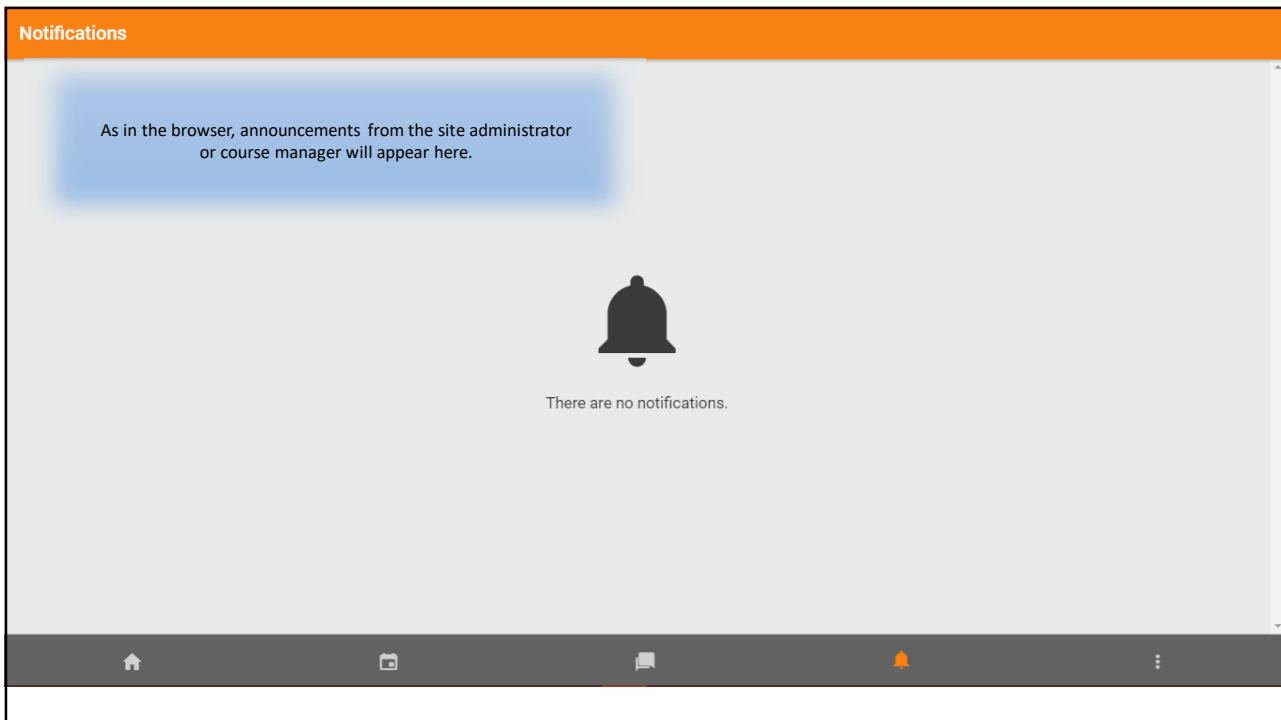 Notifications
As in the browser, announcements from the site administrator
or course manager will appear here.
There are no notifications.